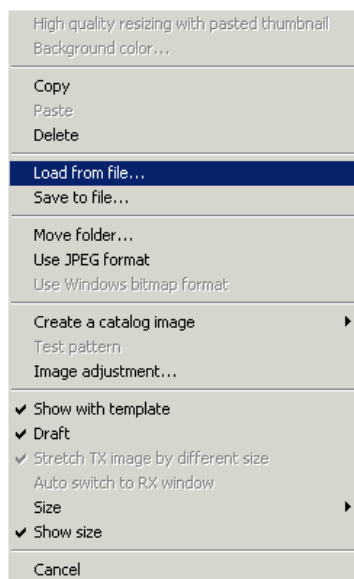 High quality resizing with pasted thumbnail
Background color...
Copy
Paste
Delete
Load from file...
Save to file...
Move folder...
Use JPEG format
Use Windows bitmap format
Create a catalog image
Test pattern
Image adjustment...
Show with template
Draft
Stretch TX image by different size
Auto switch to RX window
Size
Show size
Cancel